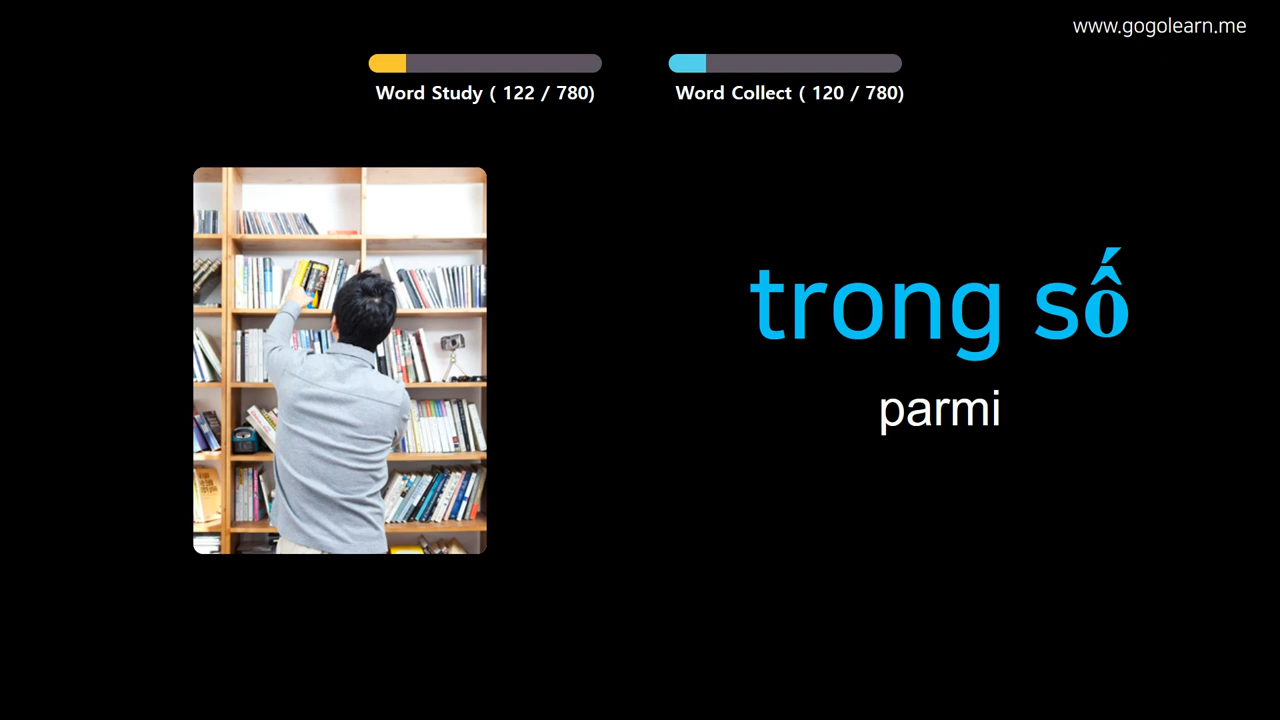 www.gogolearn.me
Word Study ( 122 / 780)
Word Collect ( 120 / 780)
trong số
parmi